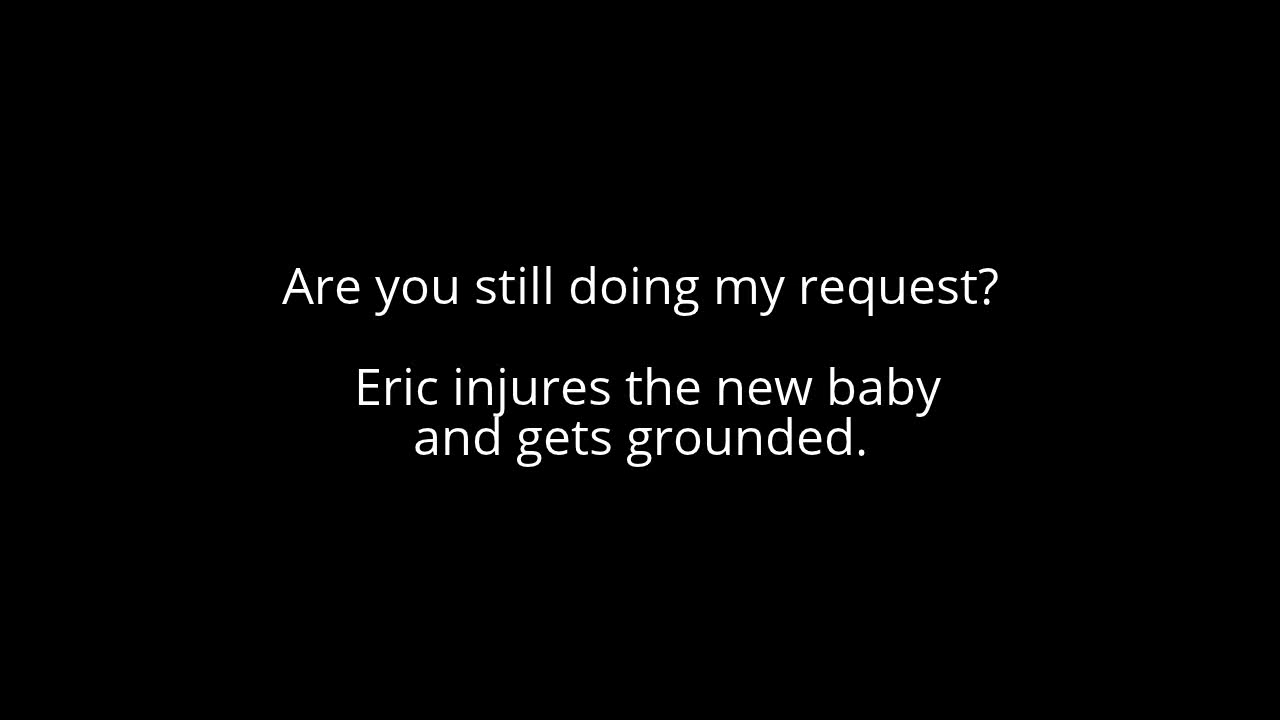 Are you still doing my request?
Eric injures the new baby
and gets grounded.